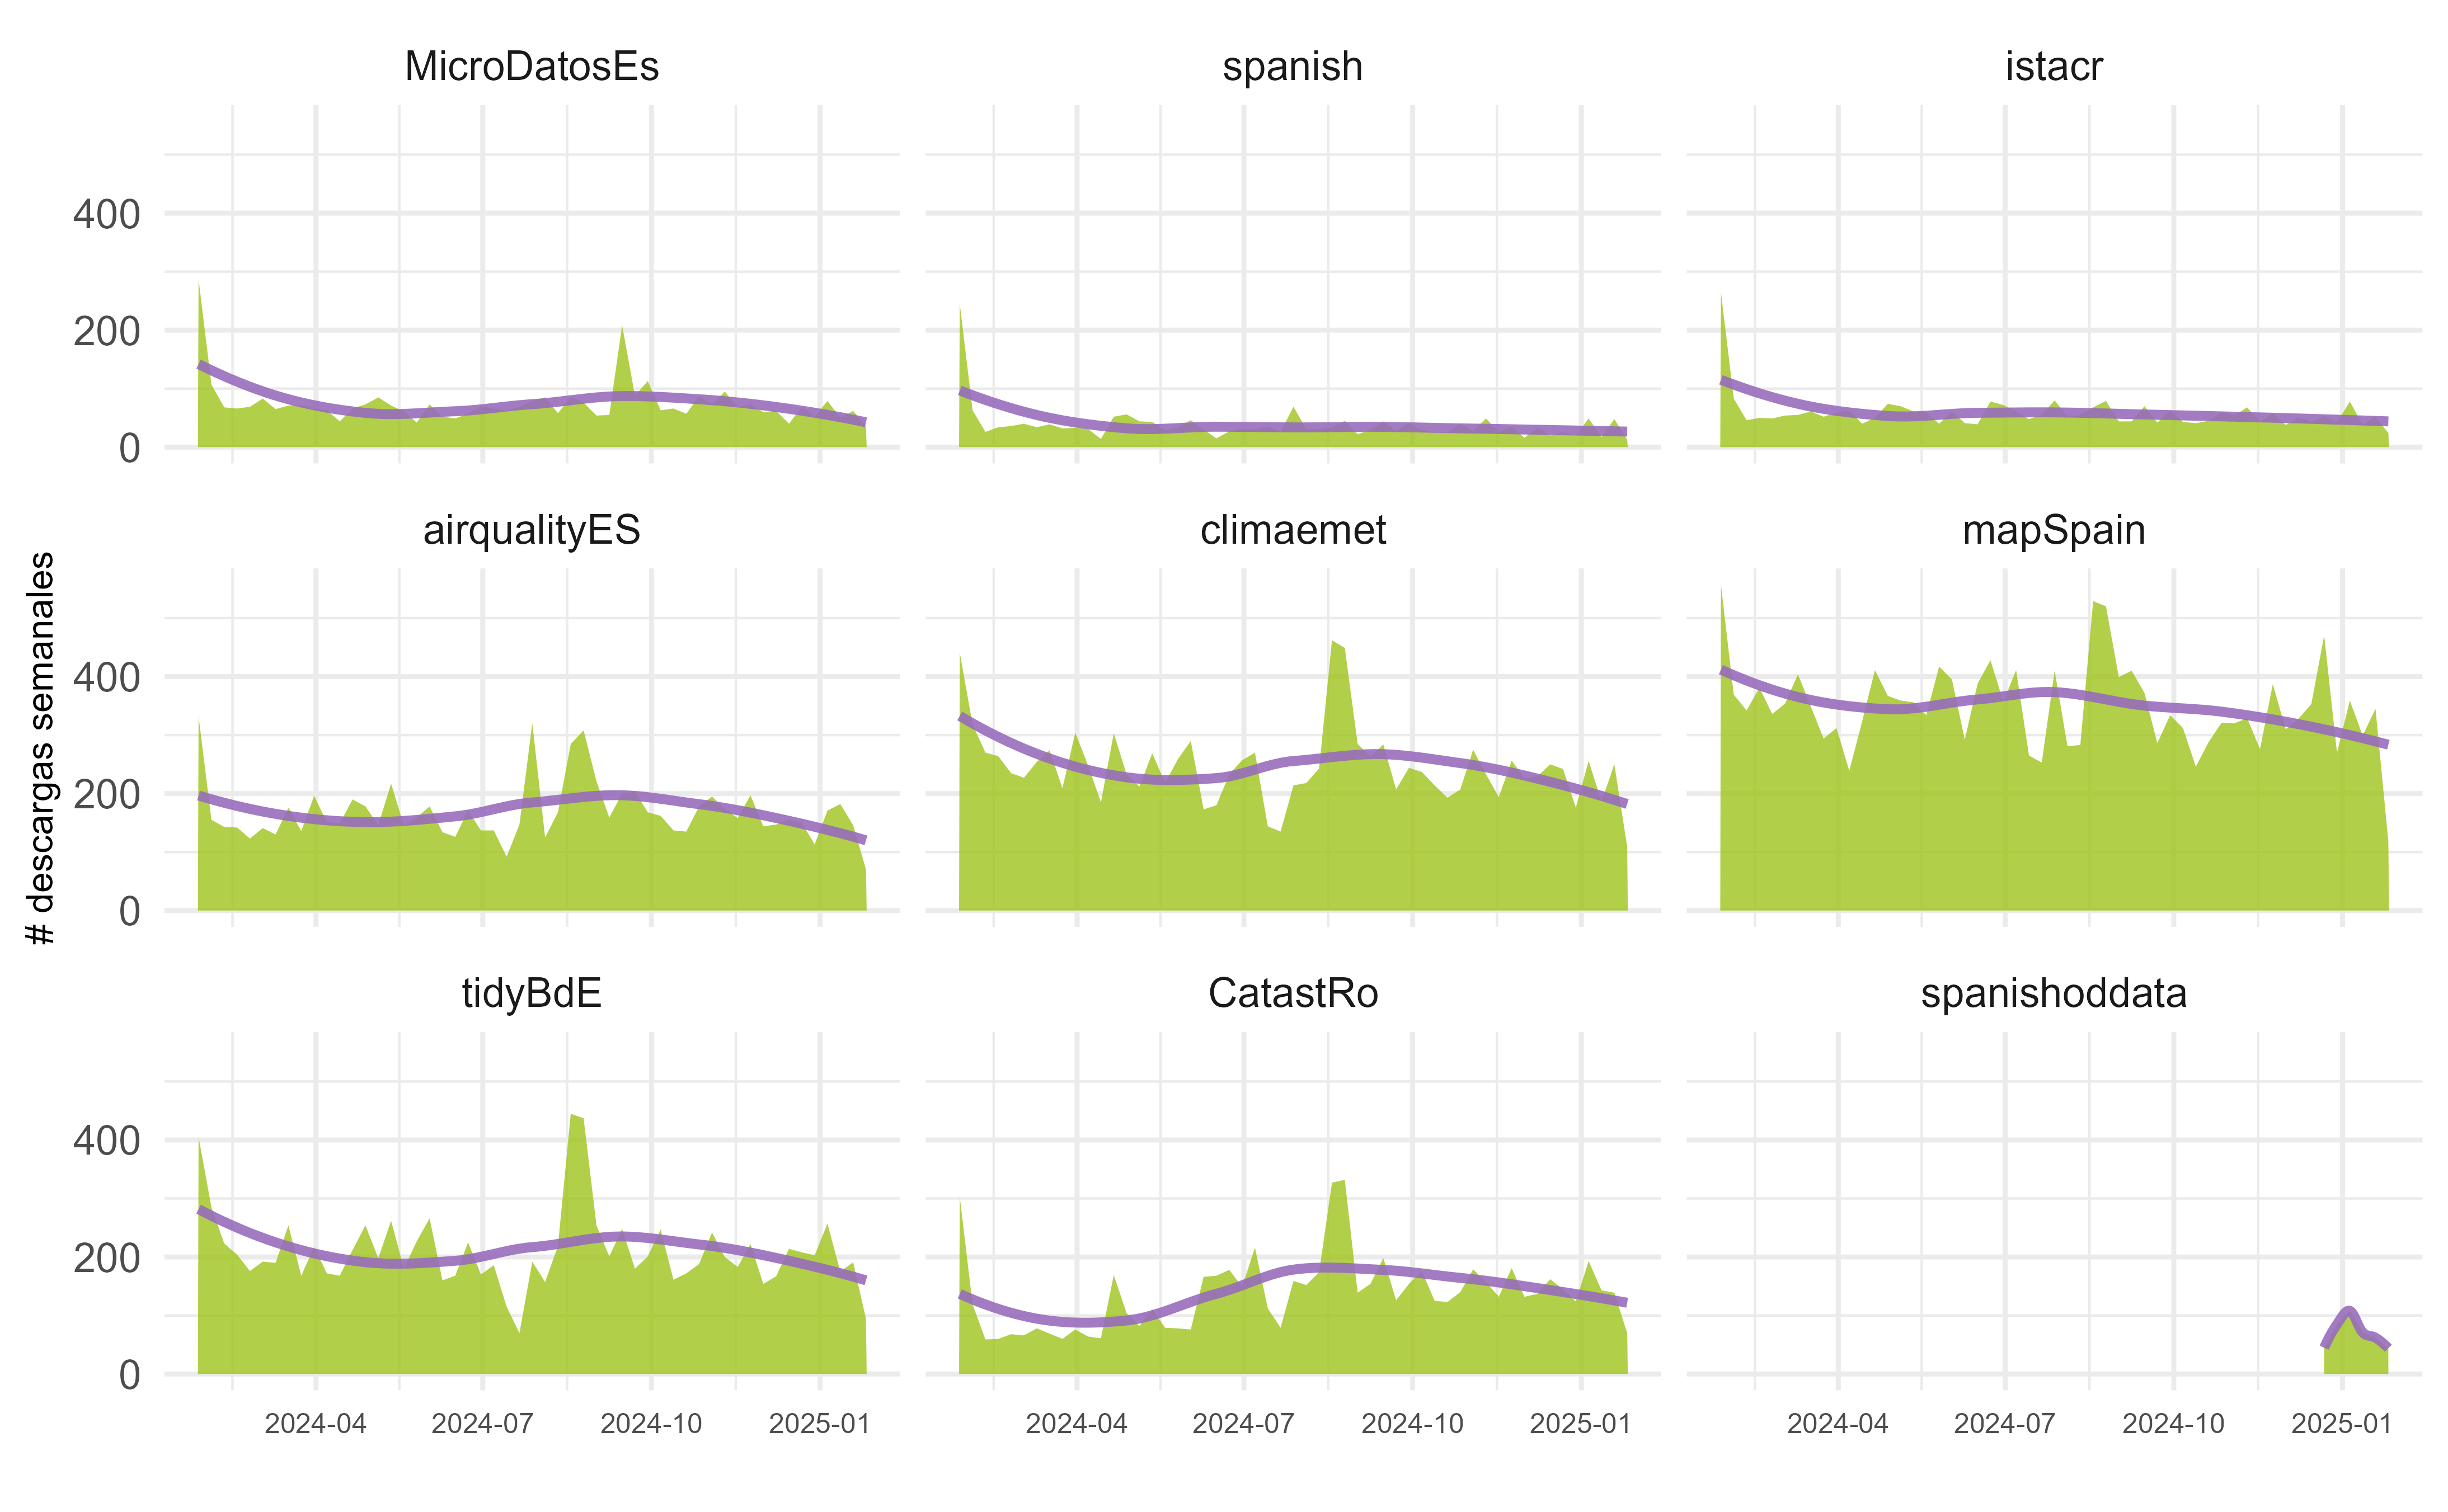 MicroDatosEs
spanish
istacr
400
200
0
airqualityES
climaemet
mapSpain
# descargas semanales
400
200
0
tidyBdE
CatastRo
spanishoddata
400
200
0
2024-04 2024-07 2024-10 2025-01
2024-04 2024-07 2024-10 2025-01
2024-04 2024-07 2024-10 2025-01